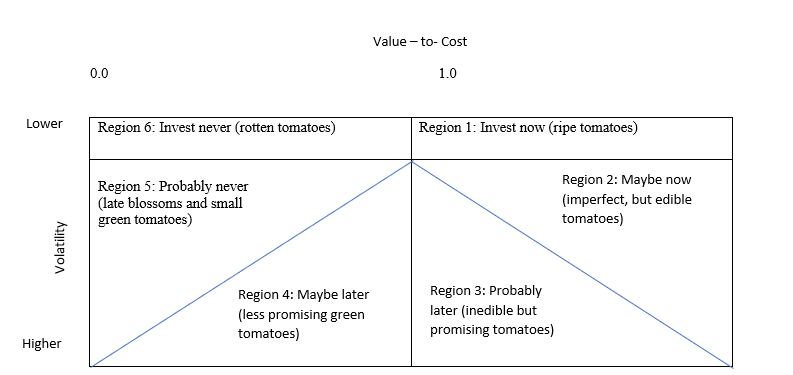 Value – to- Cost
0.0
1.0
Lower
Region 6: Invest never (rotten tomatoes)
Region 1: Invest now (ripe tomatoes)
Region 5: Probably never
(late blossoms and small
green tomatoes)
Region 2: Maybe now
(imperfect, but edible
tomatoes)
Volatility
Region 4: Maybe later
(less promising green
tomatoes)
Region 3: Probably
later (inedible but
promising tomatoes)
Higher